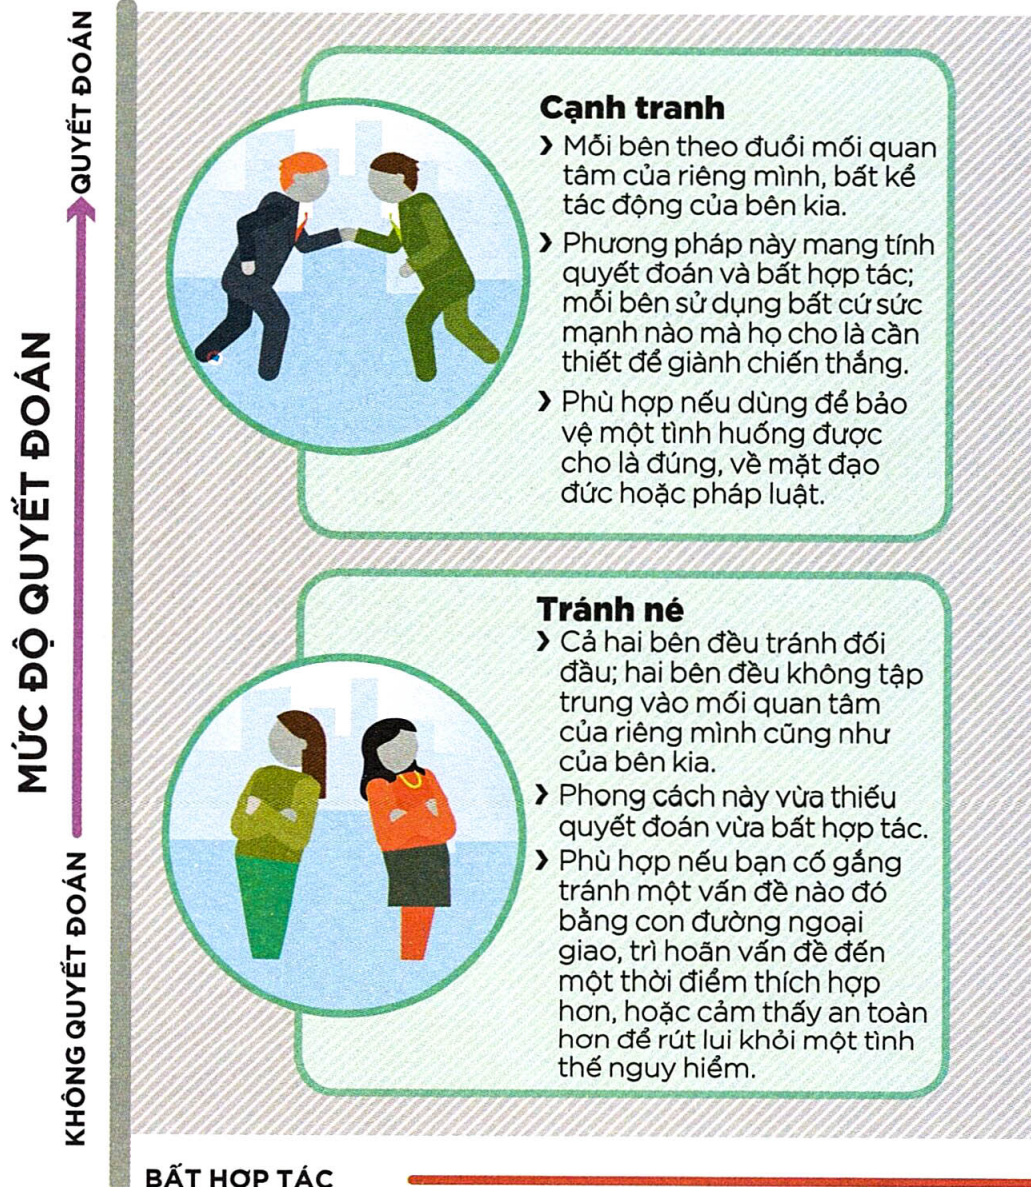 QUYẾT ĐOÁN
MỨC ĐỘ QUYẾT ĐOÁN
KHÔNG QUYẾT ĐOÁN
Cạnh tranh
❯ Mỗi bên theo đuổi mối quan
tâm của riêng mình, bất kể
tác động của bên kia.
❯ Phương pháp này mang tính
quyết đoán và bất hợp tác;
mỗi bên sử dụng bất cứ sức
mạnh nào mà họ cho là cần
thiết để giành chiến thắng.
❯ Phù hợp nếu dùng để bảo
vệ một tình huống được
cho là đúng, về mặt đạo
đức hoặc pháp luật.
Tránh né
❯ Cả hai bên đều tránh đối
đầu; hai bên đều không tập
trung vào mối quan tâm
của riêng mình cũng như
của bên kia.
❯ Phong cách này vừa thiếu
quyết đoán vừa bất hợp tác.
❯ Phù hợp nếu bạn cố gắng
tránh một vấn đề nào đó
bằng con đường ngoại
giao, trì hoãn vấn đề đến
một thời điểm thích hợp
hơn, hoặc cảm thấy an toàn
hơn để rút lui khỏi một tình
thế nguy hiểm.
BẤT HỢP TÁC